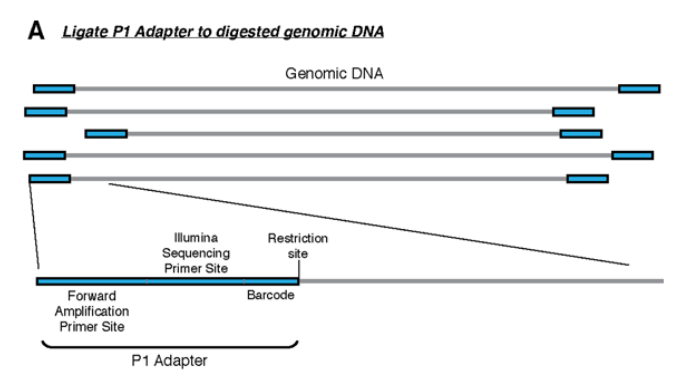 A Ligate P1 Adapter to digested genomic DNA
Genomic DNA
Illumina
Sequencing
Primer Site
Restriction
site
Forward
Amplification
Primer Site
Barcode
P1 Adapter